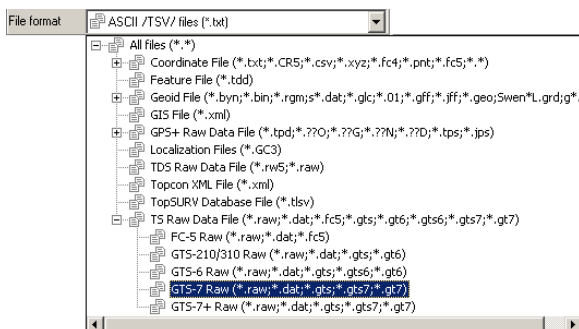 File format
ASCII /TSV/ files (*.txt)
All files (*.*)
Coordinate File (*.txt;*.CR5;*.csv;*.xyz;*.fc4;*.pnt;*.fc5;*.*)
Feature File (*.tdd)
Geoid File (*.byn;*.bin;*.rgm;s*.dat;*.glc;*.01;*.gff;*.jff;*.geo;Swen*L.grd;g*.
GIS File (*.xml)
GPS+ Raw Data File (*.tpd;*.??O;*.??G;*.??N;*.??D;*.tps;*.jps)
Localization Files (*.GC3)
TDS Raw Data File (*.rw5;*.raw)
Topcon XML File (*.xml)
TopSURV Database File (*.tlsv)
TS Raw Data File (*.raw;*.dat;*.fc5;*.gts;*.gt6;*.gts6;*.gts7;*.gt7)
FC-5 Raw (*.raw;*.dat;*.fc5)
GTS-210/310 Raw (*.raw;*.dat;*.gts;*.gt6)
GTS-6 Raw (*.raw;*.dat;*.gts;*.gts6;*.gt6)
GTS-7 Raw (*.raw;*.dat;*.gts;*.gts7;*.gt7)
GTS-7+ Raw (*.raw;*.dat;*.gts;*.gts7;*.gt7)